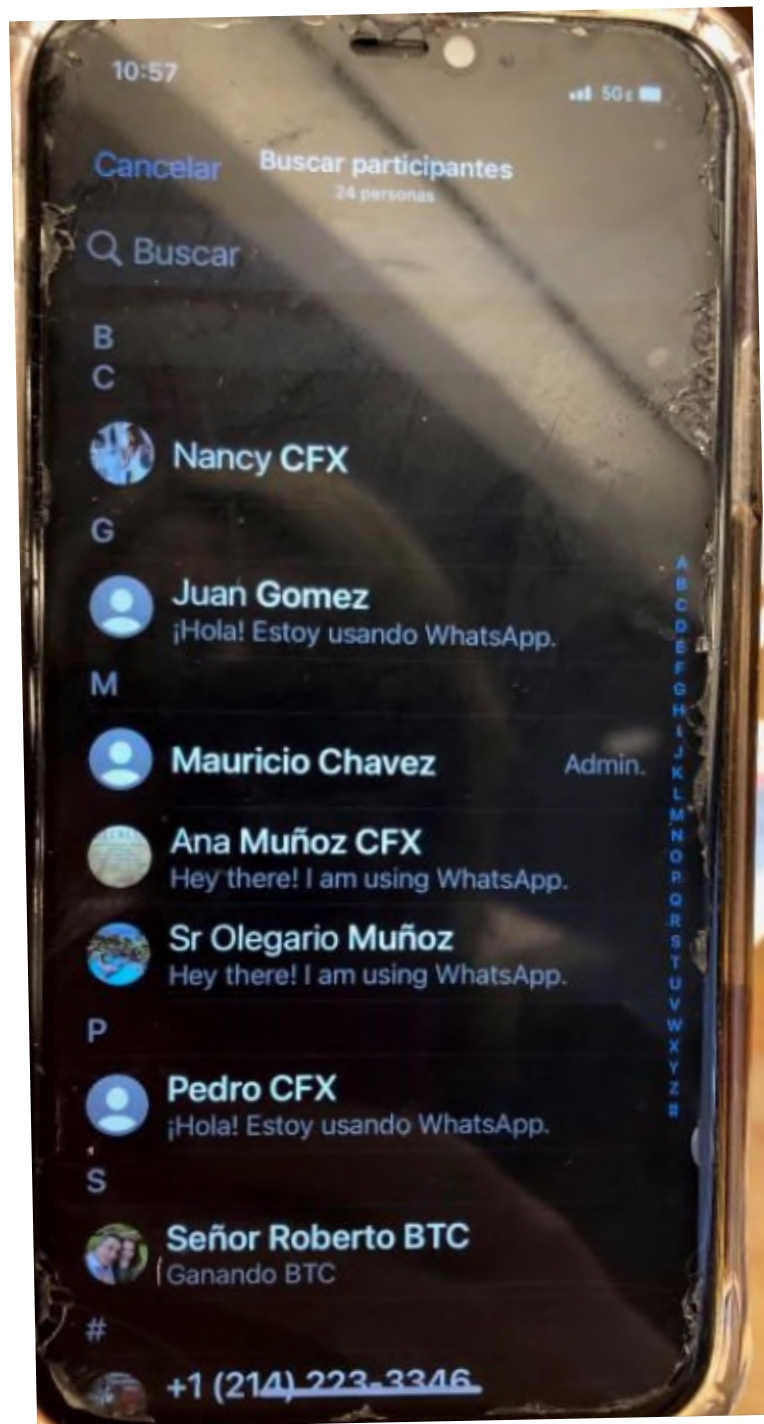 10:57
5GE
Cancelar
Buscar participantes
24 personas
Buscar
B
C
Nancy CFX
G
Juan Gomez
¡Hola! Estoy usando WhatsApp.
M
Mauricio Chavez
Admin.
Ana Muñoz CFX
Hey there! I am using WhatsApp.
Sr Olegario Muñoz
Hey there! I am using WhatsApp.
P
Pedro CFX
¡Hola! Estoy usando WhatsApp.
S
Señor Roberto BTC
Ganando BTC
#
+1 (214) 223-3346
A
B
C
D
E
F
G
H
I
J
K
L
M
N
O
P
Q
R
S
T
U
V
W
X
Y
Z
#